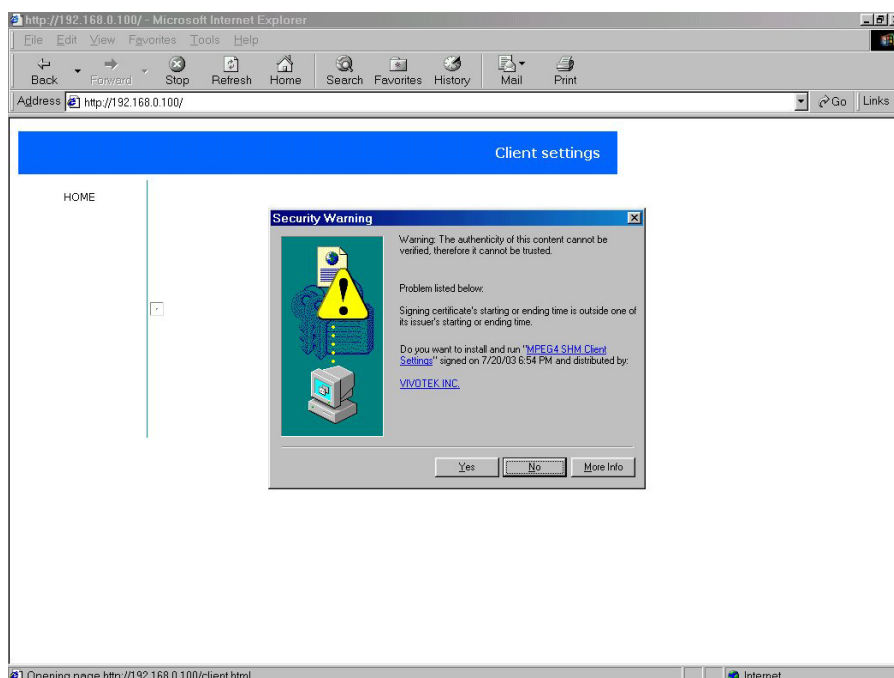 http://192.168.0.100/ - Microsoft Internet Explorer
File Edit View Favorites Tools Help
Back Forward Stop Refresh Home Search Favorites History Mail Print
Address http://192.168.0.100/ Go Links
Client settings
HOME
Security Warning
Warning: The authenticity of this content cannot be
verified, therefore it cannot be trusted.
Problem listed below:
Signing certificate's starting or ending time is outside one of
its issuer's starting or ending time.
Do you want to install and run "MPEG4 SHM Client
Settings" signed on 7/20/03 6:54 PM and distributed by:
VIVOTEK INC.
Yes No More Info
Opening page http://192.168.0.100/client.html Internet